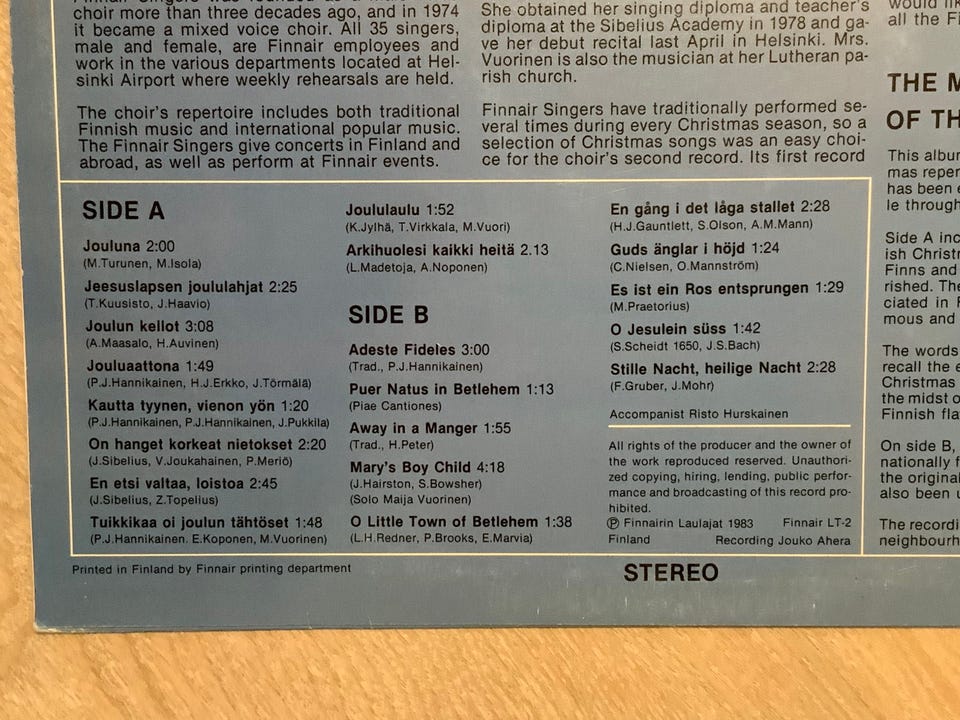 choir more than three decades ago, and in 1974
it became a mixed voice choir. All 35 singers,
male and female, are Finnair employees and
work in the various departments located at Hel-
sinki Airport where weekly rehearsals are held.
The choir's repertoire includes both traditional
Finnish music and international popular music.
The Finnair Singers give concerts in Finland and
abroad, as well as perform at Finnair events.
She obtained her singing diploma and teacher's
diploma at the Sibelius Academy in 1978 and ga-
ve her debut recital last April in Helsinki. Mrs.
Vuorinen is also the musician at her Lutheran pa-
rish church.
Finnair Singers have traditionally performed se-
veral times during every Christmas season, so a
selection of Christmas songs was an easy choi-
ce for the choir's second record. Its first record
would
all the
THE
OF
This
mas
has been
le through
Side A
ish
Finns and
rished.
ciated in
mous and
The words
recall the
Christmas
the midst
Finnish
On side B,
nationally
the
also been
The
SIDE A
Jouluna 2:00
(M.Turunen, M.Isola)
Jeesuslapsen joululahjat 2:25
(T.Kuusisto, J.Haavio)
Joulun kellot 3:08
(A.Maasalo, H.Auvinen)
Jouluaattona 1:49
(P.J.Hannikainen, H.J.Erkko, J.Törmälä)
Kautta tyynen, vienon yön 1:20
(P.J.Hannikainen, P.J.Hannikainen, J.Pukkila)
On hanget korkeat nietokset 2:20
(J.Sibelius, V.Joukahainen, P.Meriö)
En etsi valtaa, loistoa 2:45
(J.Sibelius, Z.Topelius)
Tuikkikaa oi joulun tähtöset 1:48
(P.J.Hannikainen. E.Koponen, M.Vuorinen)
Joululaulu 1:52
(K.Jylhä, T.Virkkala, M.Vuori)
Arkihuolesi kaikki heitä 2.13
(L.Madetoja, A.Noponen)
SIDE B
Adeste Fideles 3:00
(Trad., P.J.Hannikainen)
Puer Natus in Betlehem 1:13
(Piae Cantiones)
Away in a Manger 1:55
(Trad., H.Peter)
Mary's Boy Child 4:18
(J.Hairston, S.Bowsher)
(Solo Maija Vuorinen)
O Little Town of Betlehem 1:38
(L.H.Redner, P.Brooks, E.Marvia)
En gång i det låga stallet 2:28
(H.J.Gauntlett, S.Olson, A.M.Mann)
Guds änglar i höjd 1:24
(C.Nielsen, O.Mannström)
Es ist ein Ros entsprungen 1:29
(M.Praetorius)
O Jesulein süss 1:42
(S.Scheidt 1650, J.S.Bach)
Stille Nacht, heilige Nacht 2:28
(F.Gruber, J.Mohr)
Accompanist Risto Hurskainen
All rights of the producer and the owner of
the work reproduced reserved. Unauthori-
zed copying, hiring, lending, public perfor-
mance and broadcasting of this record pro-
hibited.
Ⓟ Finnairin Laulajat 1983 Finnair LT-2
Finland Recording Jouko Ahera
Printed in Finland by Finnair printing department
STEREO